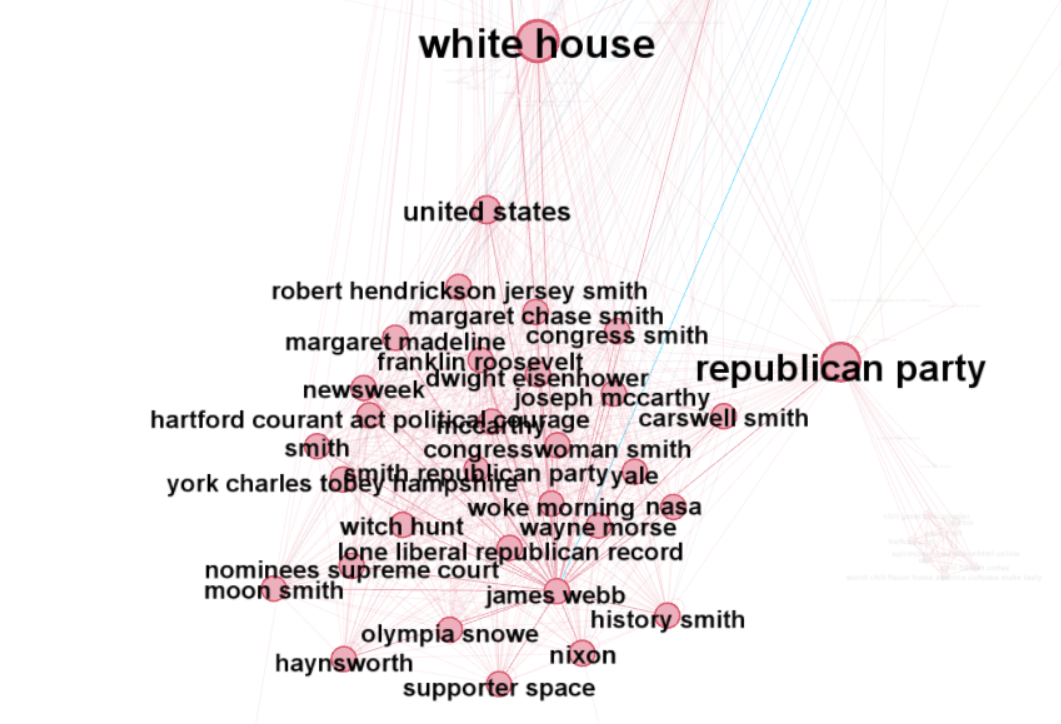 white house
united states
robert hendrickson jersey smith
margaret chase smith
congress smith
margaret madeline
franklin roosevelt
republican party
dwight eisenhower
newsweek
joseph mccarthy
hartford courant act political courage
carswell smith
mccarthy
smith
congresswoman smith
smith republican party
yale
york charles tobey hampshire
woke morning
nasa
witch hunt
wayne morse
lone liberal republican record
nominees supreme court
moon smith
james webb
history smith
olympia snowe
nixon
haynsworth
supporter space